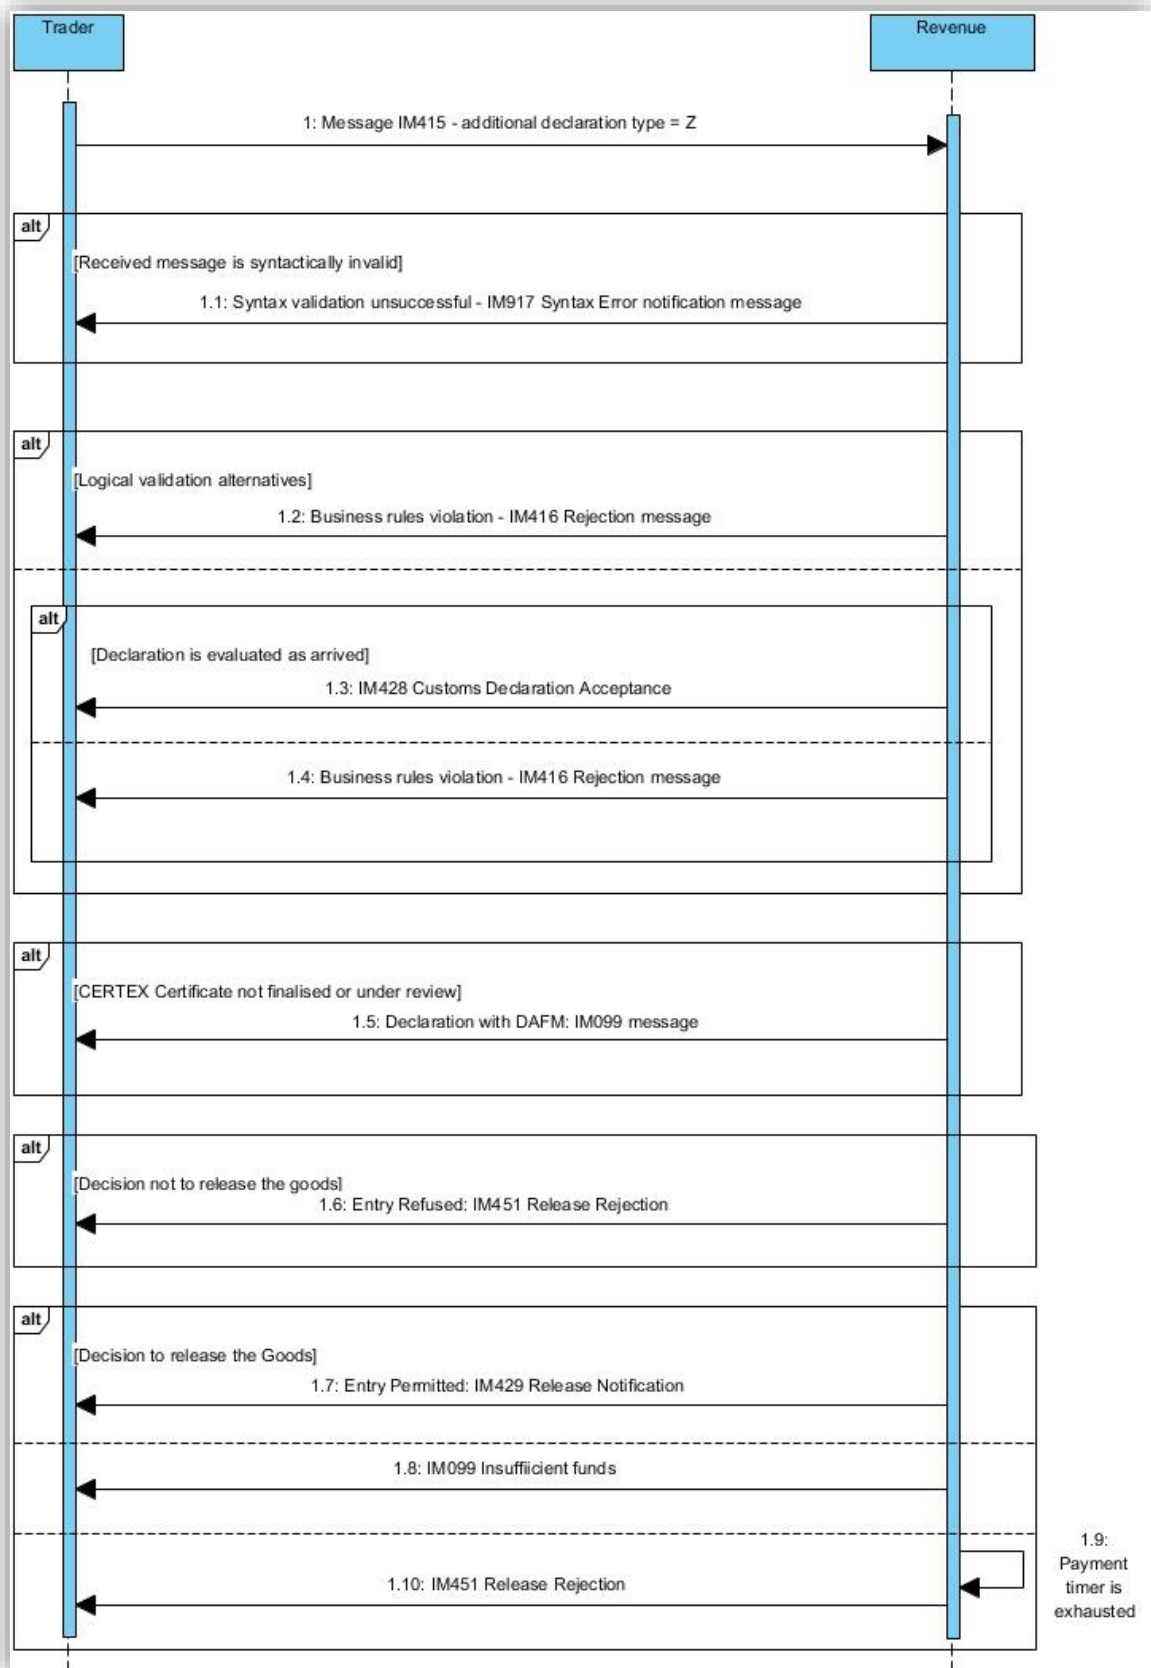 Trader
Revenue
1: Message IM415 - additional declaration type = Z
alt
[Received message is syntactically invalid]
1.1: Syntax validation unsuccessful - IM917 Syntax Error notification message
alt
[Logical validation alternatives]
1.2: Business rules violation - IM416 Rejection message
alt
[Declaration is evaluated as arrived]
1.3: IM428 Customs Declaration Acceptance
1.4: Business rules violation - IM416 Rejection message
alt
[CERTEX Certificate not finalised or under review]
1.5: Declaration with DAFM: IM099 message
alt
[Decision not to release the goods]
1.6: Entry Refused: IM451 Release Rejection
alt
[Decision to release the Goods]
1.7: Entry Permitted: IM429 Release Notification
1.8: IM099 Insuffiicient funds
1.9:
Payment
timer is
exhausted
1.10: IM451 Release Rejection